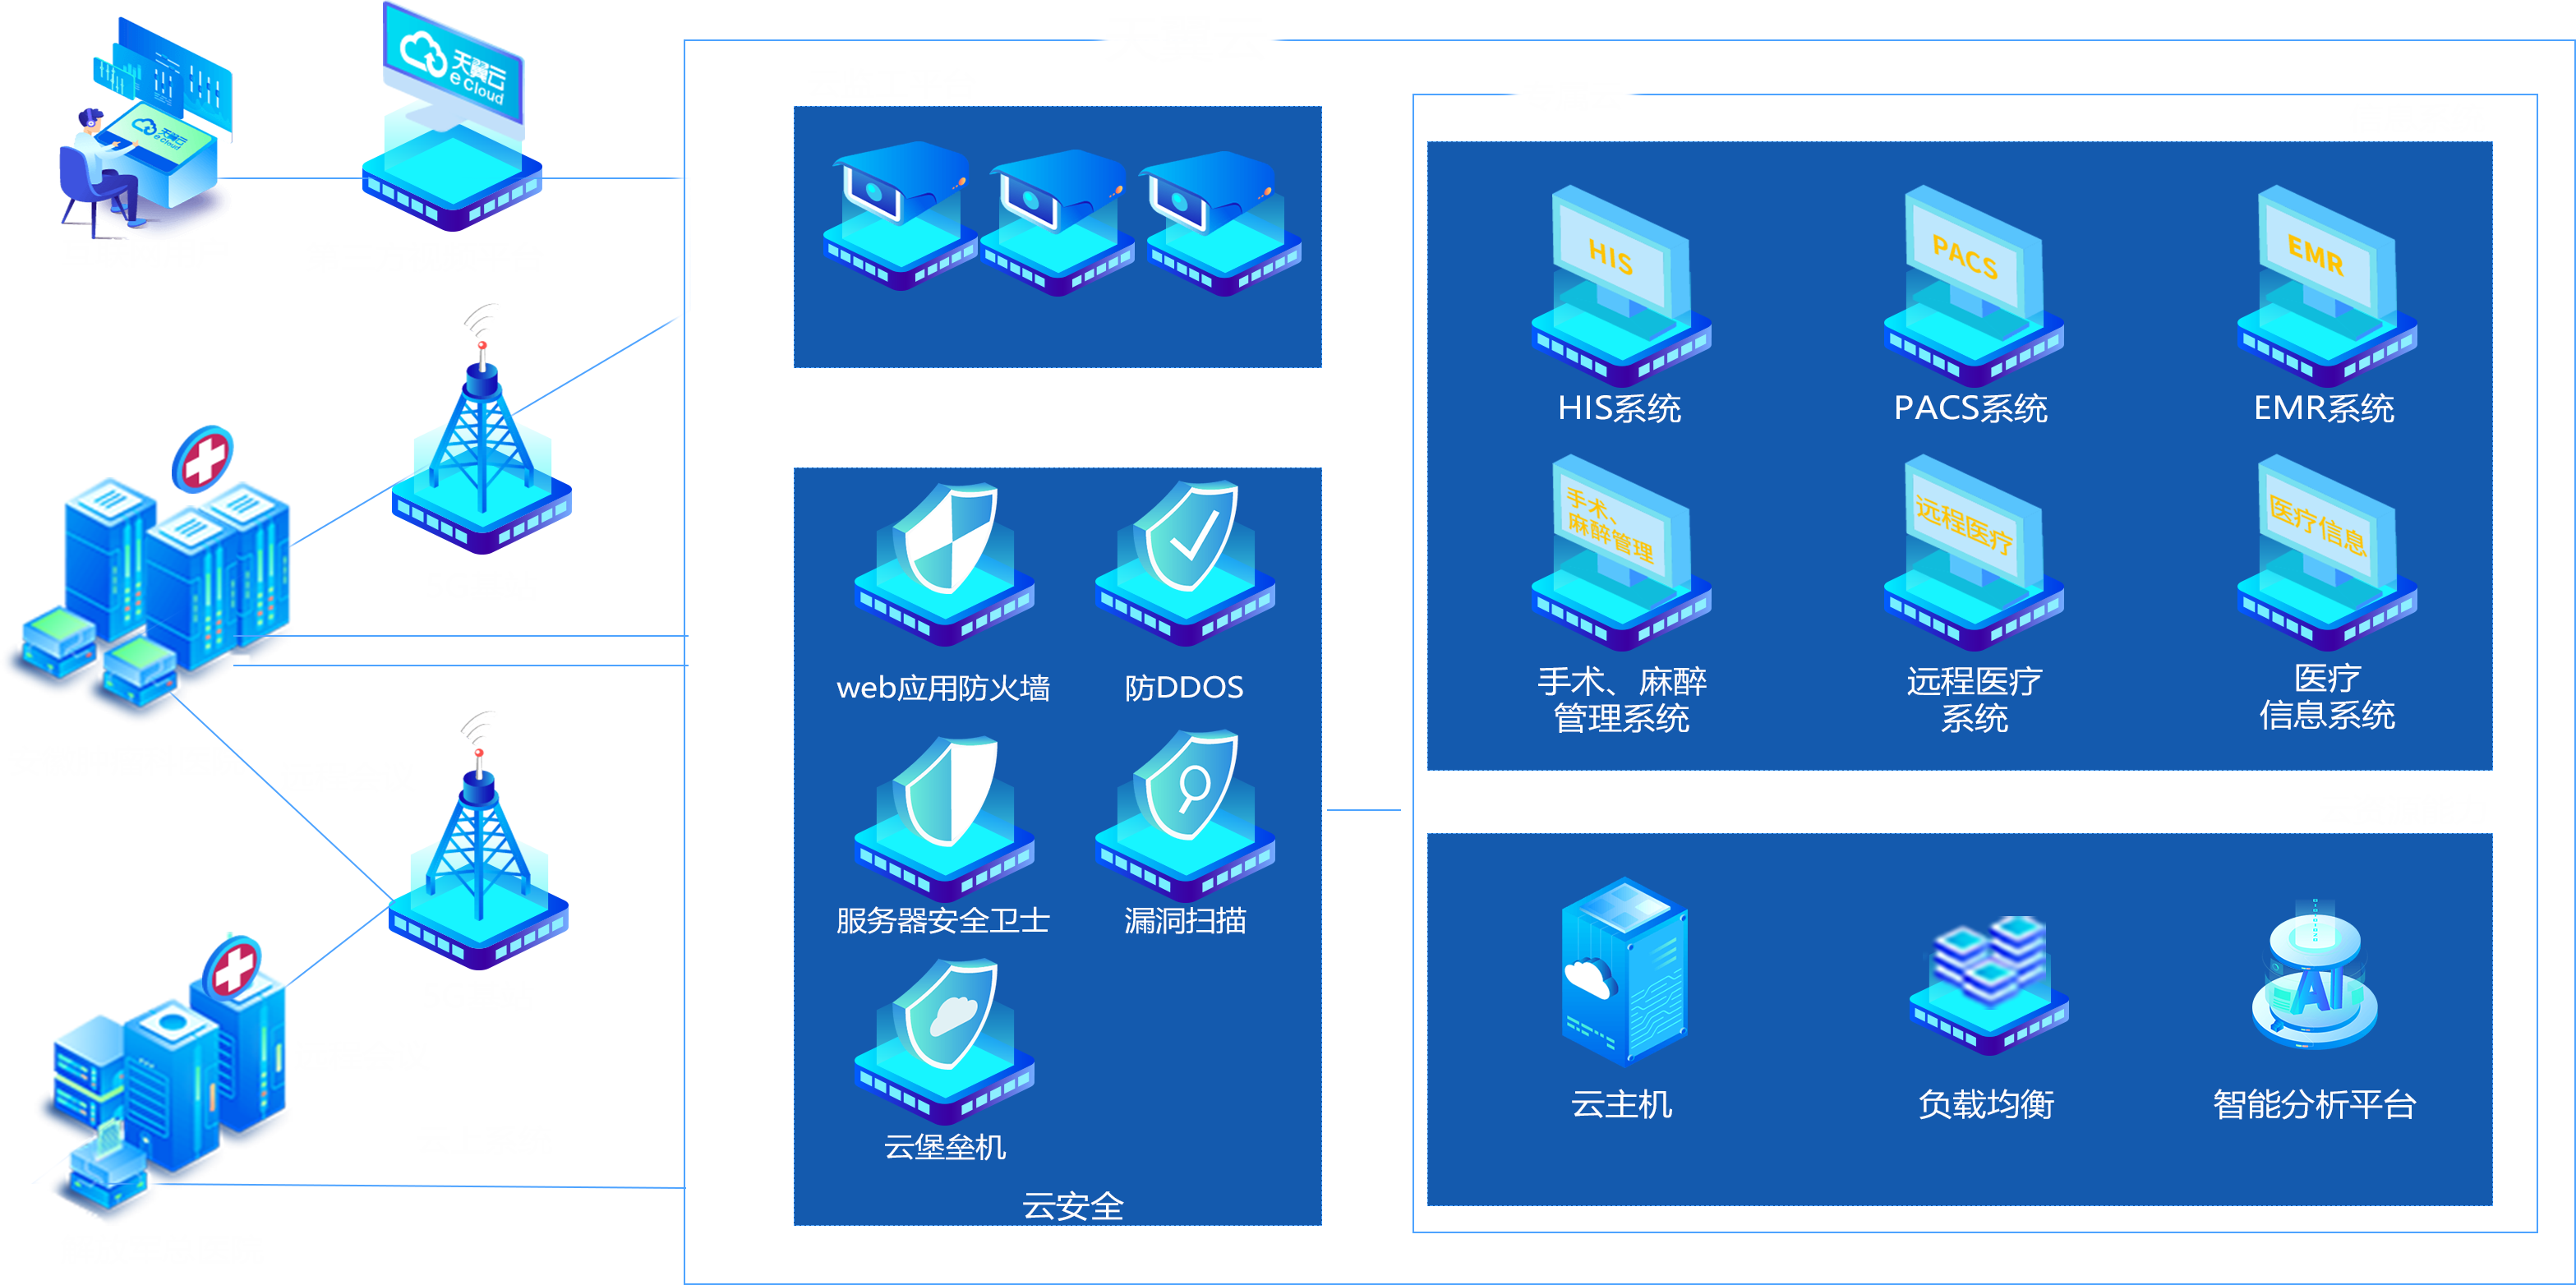 天翼云
e Cloud
天翼云
e Cloud
HIS
PACS
EMR
HIS系统
PACS系统
EMR系统
手术、
麻醉管理
远程医疗
医疗信息
手术、麻醉
管理系统
远程医疗
系统
医疗
信息系统
web应用防火墙
防DDOS
服务器安全卫士
漏洞扫描
云堡垒机
云安全
AI
云主机
负载均衡
智能分析平台